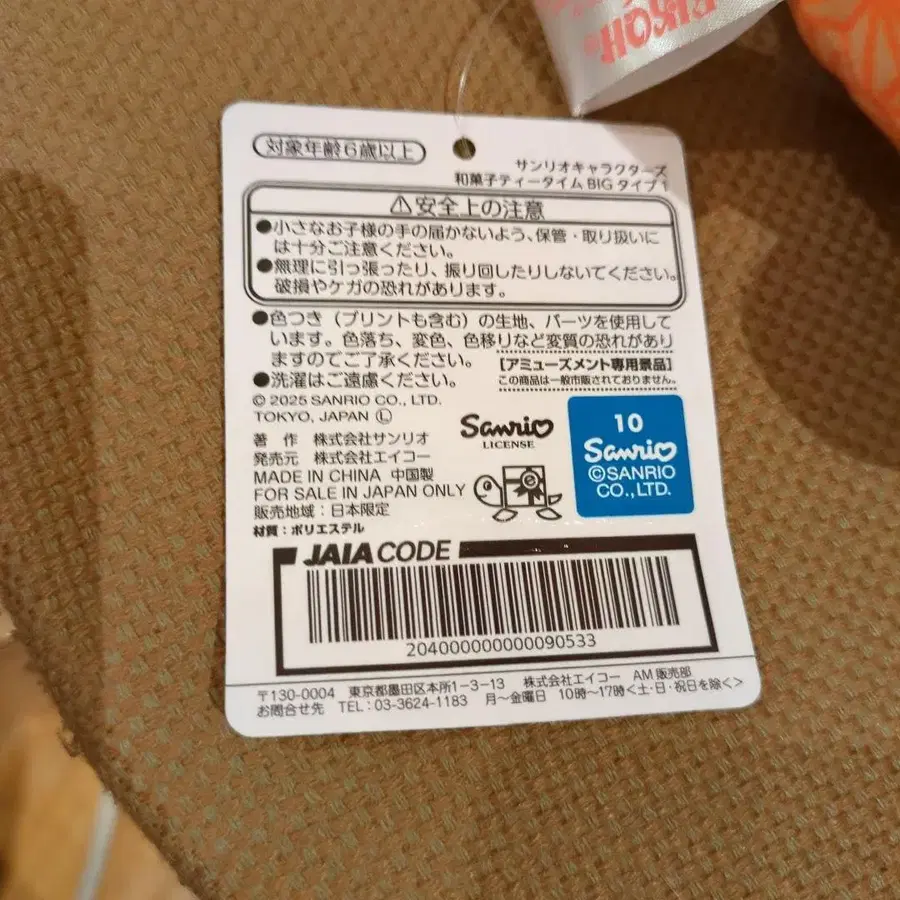 EIKOH
対象年齢6歳以上
サンリオキャラクターズ
和菓子ティータイム BIG タイプ1
⚠安全上の注意
●小さなお子様の手の届かないよう、保管・取り扱いに
は十分ご注意ください。
●無理に引っ張ったり、振り回したりしないでください。
破損やケガの恐れがあります。
●色つき（プリントも含む）の生地、パーツを使用して
います。色落ち、変色、色移りなど変質の恐れがあり
ますのでご了承ください。
●洗濯はご遠慮ください。
【アミューズメント専用景品】
この商品は一般市販されておりません。
© 2025 SANRIO CO., LTD.
TOKYO, JAPAN Ⓛ
著 作 株式会社サンリオ
発売元 株式会社エイコー
MADE IN CHINA 中国製
FOR SALE IN JAPAN ONLY
販売地域：日本限定
材質：ポリエステル
Sanrio
LICENSE
10
Sanrio
©SANRIO
CO.,LTD.
JAIA CODE
2040000000000090533
〒130-0004 東京都墨田区本所1-3-13 株式会社エイコー AM販売部
お問合せ先 TEL：03-3624-1183 月～金曜日 10時～17時<土・日・祝日を除く>